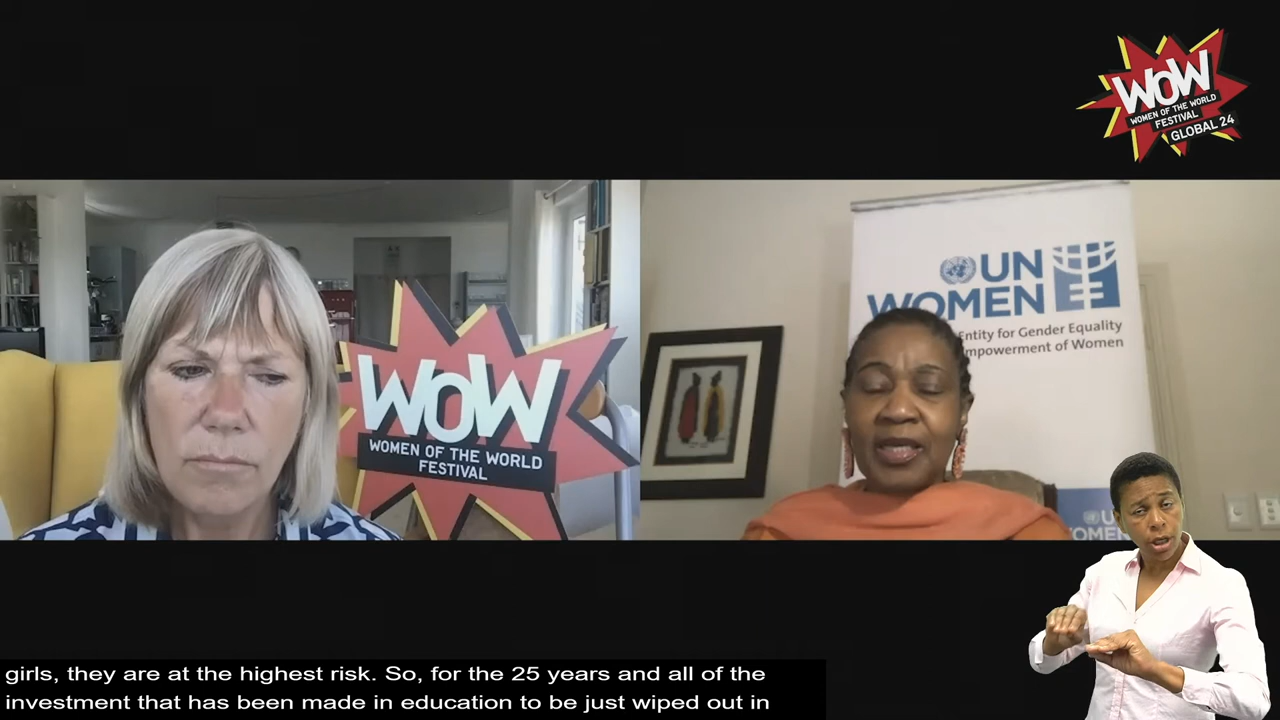 WOW
WOMEN OF THE WORLD
FESTIVAL
GLOBAL 24
WOW
WOMEN OF THE WORLD
FESTIVAL
UN
WOMEN
Entity for Gender Equality
mpowerment of Women
girls, they are at the highest risk. So, for the 25 years and all of the
investment that has been made in education to be just wiped out in